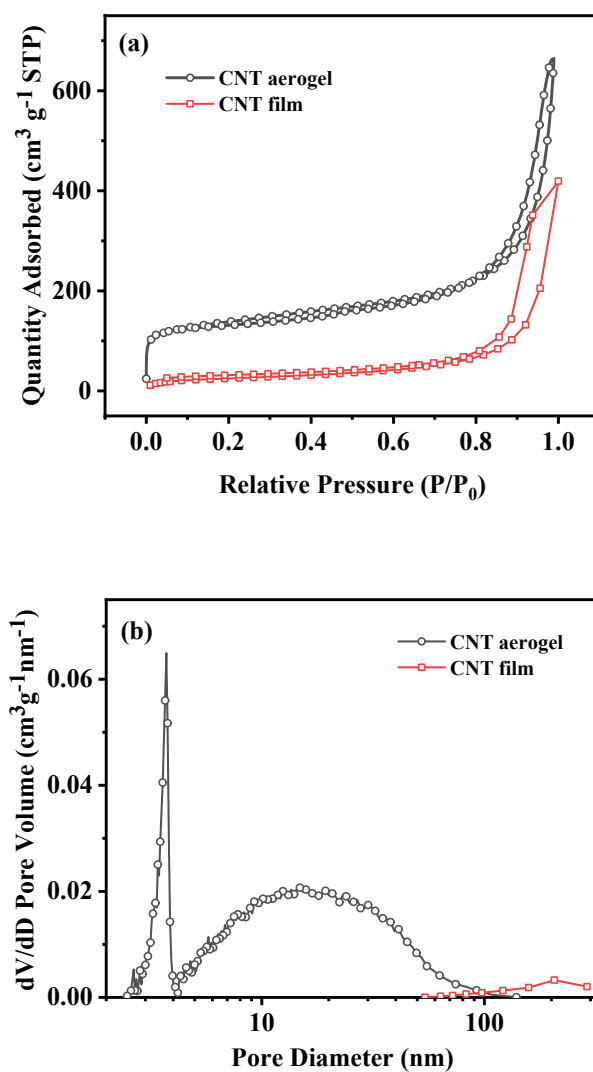 (a)
CNT aerogel
CNT film
Quantity Adsorbed (cm³ g⁻¹ STP)
600
400
200
0
0.0 0.2 0.4 0.6 0.8 1.0
Relative Pressure (P/P₀)
(b)
CNT aerogel
CNT film
dV/dD Pore Volume (cm³g⁻¹nm⁻¹)
0.06
0.04
0.02
0.00
10 100
Pore Diameter (nm)